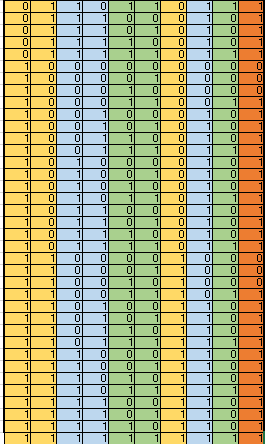 0 1 1 0 1 1 0 1 1 1
0 1 1 1 0 0 0 1 0 1
0 1 1 1 0 1 0 1 0 1
0 1 1 1 1 0 0 1 0 1
0 1 1 1 1 1 0 1 1 1
1 0 0 0 0 0 0 0 0 0
1 0 0 0 0 1 0 0 0 0
1 0 0 0 1 0 0 0 0 0
1 0 0 0 1 1 0 0 1 1
1 0 0 1 0 0 0 1 0 1
1 0 0 1 0 1 0 1 0 1
1 0 0 1 1 0 0 1 0 1
1 0 0 1 1 1 0 1 1 1
1 0 1 0 0 0 0 1 0 1
1 0 1 0 0 1 0 1 0 1
1 0 1 0 1 0 0 1 0 1
1 0 1 0 1 1 0 1 1 1
1 0 1 1 0 0 0 1 0 1
1 0 1 1 0 1 0 1 0 1
1 0 1 1 1 0 0 1 0 1
1 0 1 1 1 1 0 1 1 1
1 1 0 0 0 0 1 0 0 0
1 1 0 0 0 1 1 0 0 0
1 1 0 0 1 0 1 0 0 0
1 1 0 0 1 1 1 0 1 1
1 1 0 1 0 0 1 1 0 1
1 1 0 1 0 1 1 1 0 1
1 1 0 1 1 0 1 1 0 1
1 1 0 1 1 1 1 1 1 1
1 1 1 0 0 0 1 1 0 1
1 1 1 0 0 1 1 1 0 1
1 1 1 0 1 0 1 1 0 1
1 1 1 0 1 1 1 1 1 1
1 1 1 1 0 0 1 1 0 1
1 1 1 1 0 1 1 1 0 1
1 1 1 1 1 0 1 1 0 1
1 1 1 1 1 1 1 1 1 1